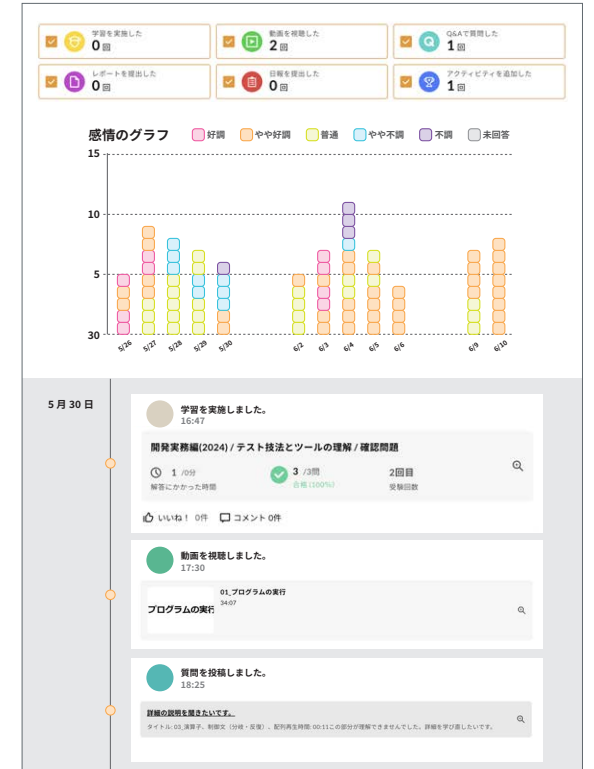 学習を実施した
0回
動画を視聴した
2回
Q&Aで質問した
1回
レポートを提出した
0回
日報を提出した
0回
アクティビティを追加した
1回
感情のグラフ
好調
やや好調
普通
やや不調
不調
未回答
15
10
5
30
5/26
5/27
5/28
5/29
5/30
6/2
6/3
6/4
6/5
6/6
6/9
6/10
5月30日
学習を実施しました。
16:47
開発実務編(2024) / テスト技法とツールの理解 / 確認問題
1 /0分
解答にかかった時間
3 /3問
合格(100%)
2回目
受験回数
いいね! 0件 コメント 0件
動画を視聴しました。
17:30
プログラムの実行
01_プログラムの実行
34:07
質問を投稿しました。
18:25
詳細の説明を聞きたいです。
タイトル: 03_演算子、制御文（分岐・反復）、配列再生時間: 00:11この部分が理解できませんでした。詳細を学び直したいです。